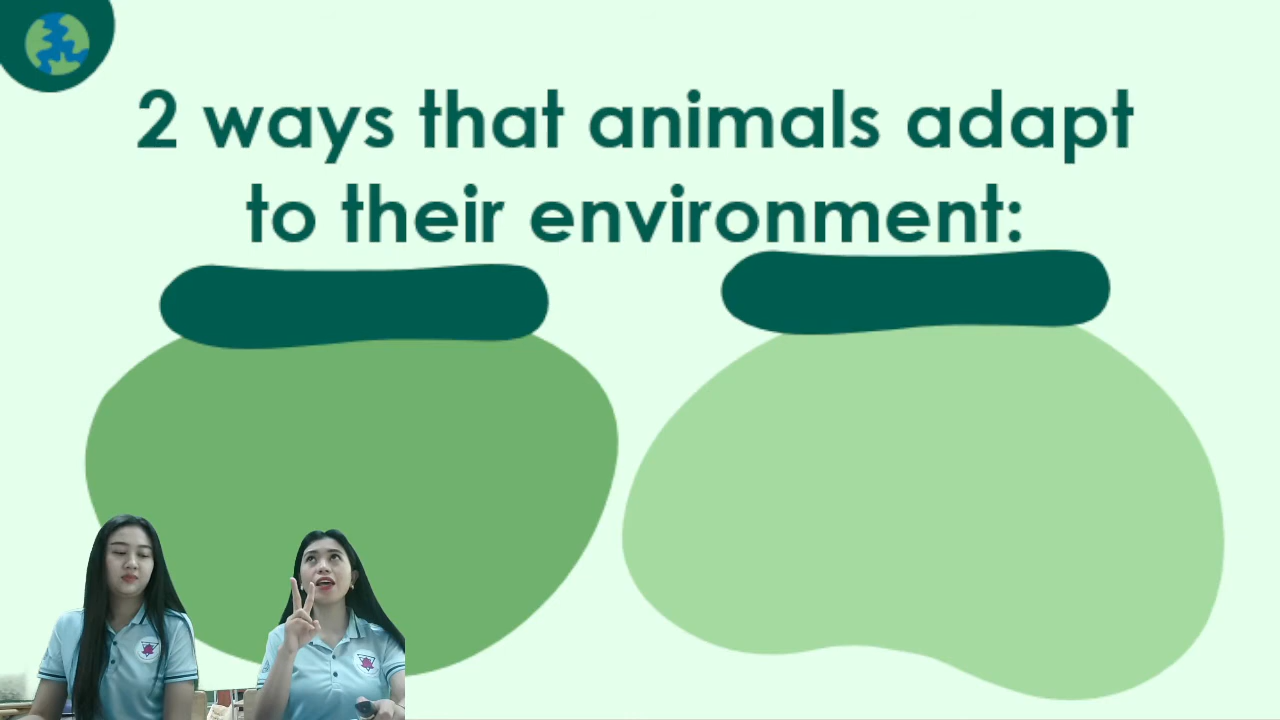 2 ways that animals adapt
to their environment: